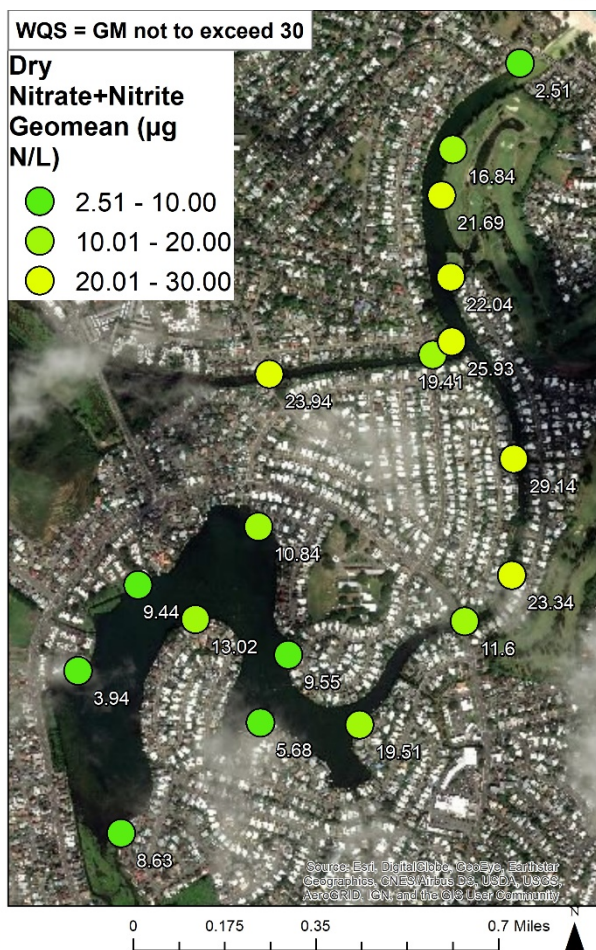 WQS = GM not to exceed 30
Dry
Nitrate+Nitrite
Geomean (µg
N/L)
2.51 - 10.00
10.01 - 20.00
20.01 - 30.00
2.51
16.84
21.69
22.04
25.93
19.41
23.94
29.14
10.84
23.34
9.44
13.02
11.6
9.55
3.94
5.68
19.51
8.63
Source: Esri, DigitalGlobe, GeoEye, Earthstar
Geographics, CNES/Airbus DS, USDA, USGS,
AeroGRID, IGN, and the GIS User Community
N
0 0.175 0.35 0.7 Miles